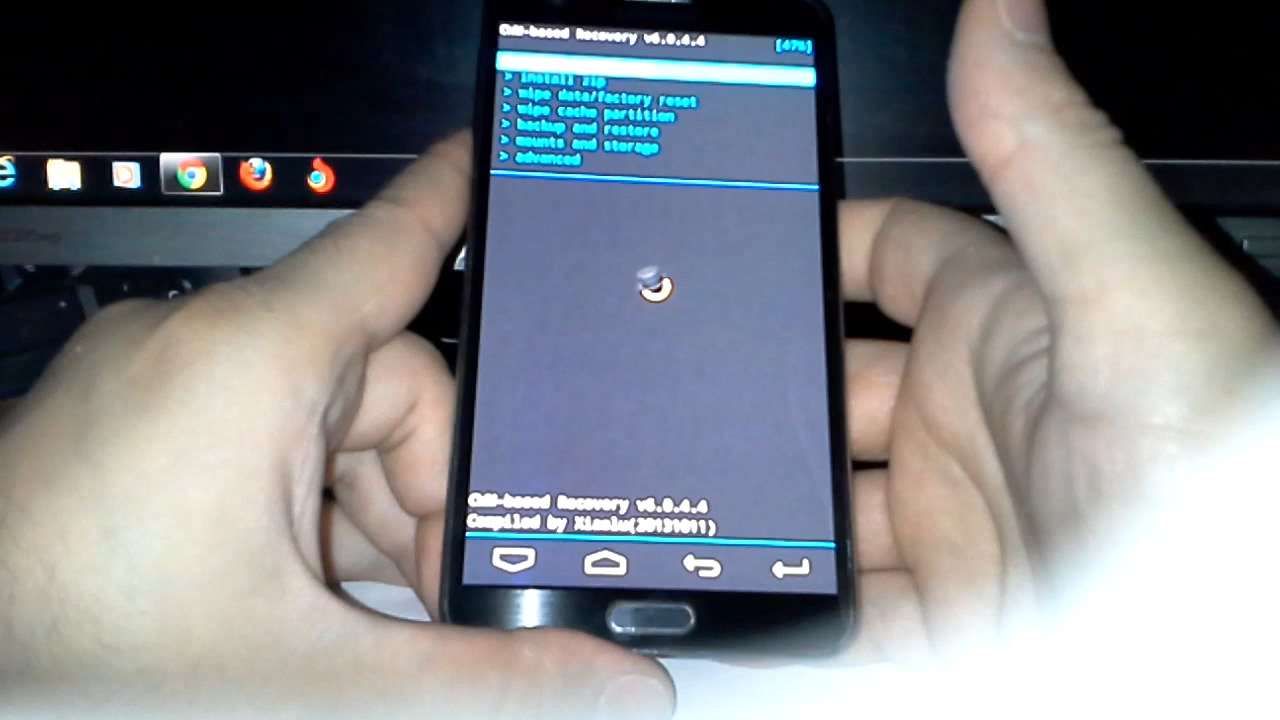 CWM-based Recovery v6.0.4.4 [47%]
> install zip
> wipe data/factory reset
> wipe cache partition
> backup and restore
> mounts and storage
> advanced
CWM-based Recovery v6.0.4.4
Compiled by Xiaolu(20131011)